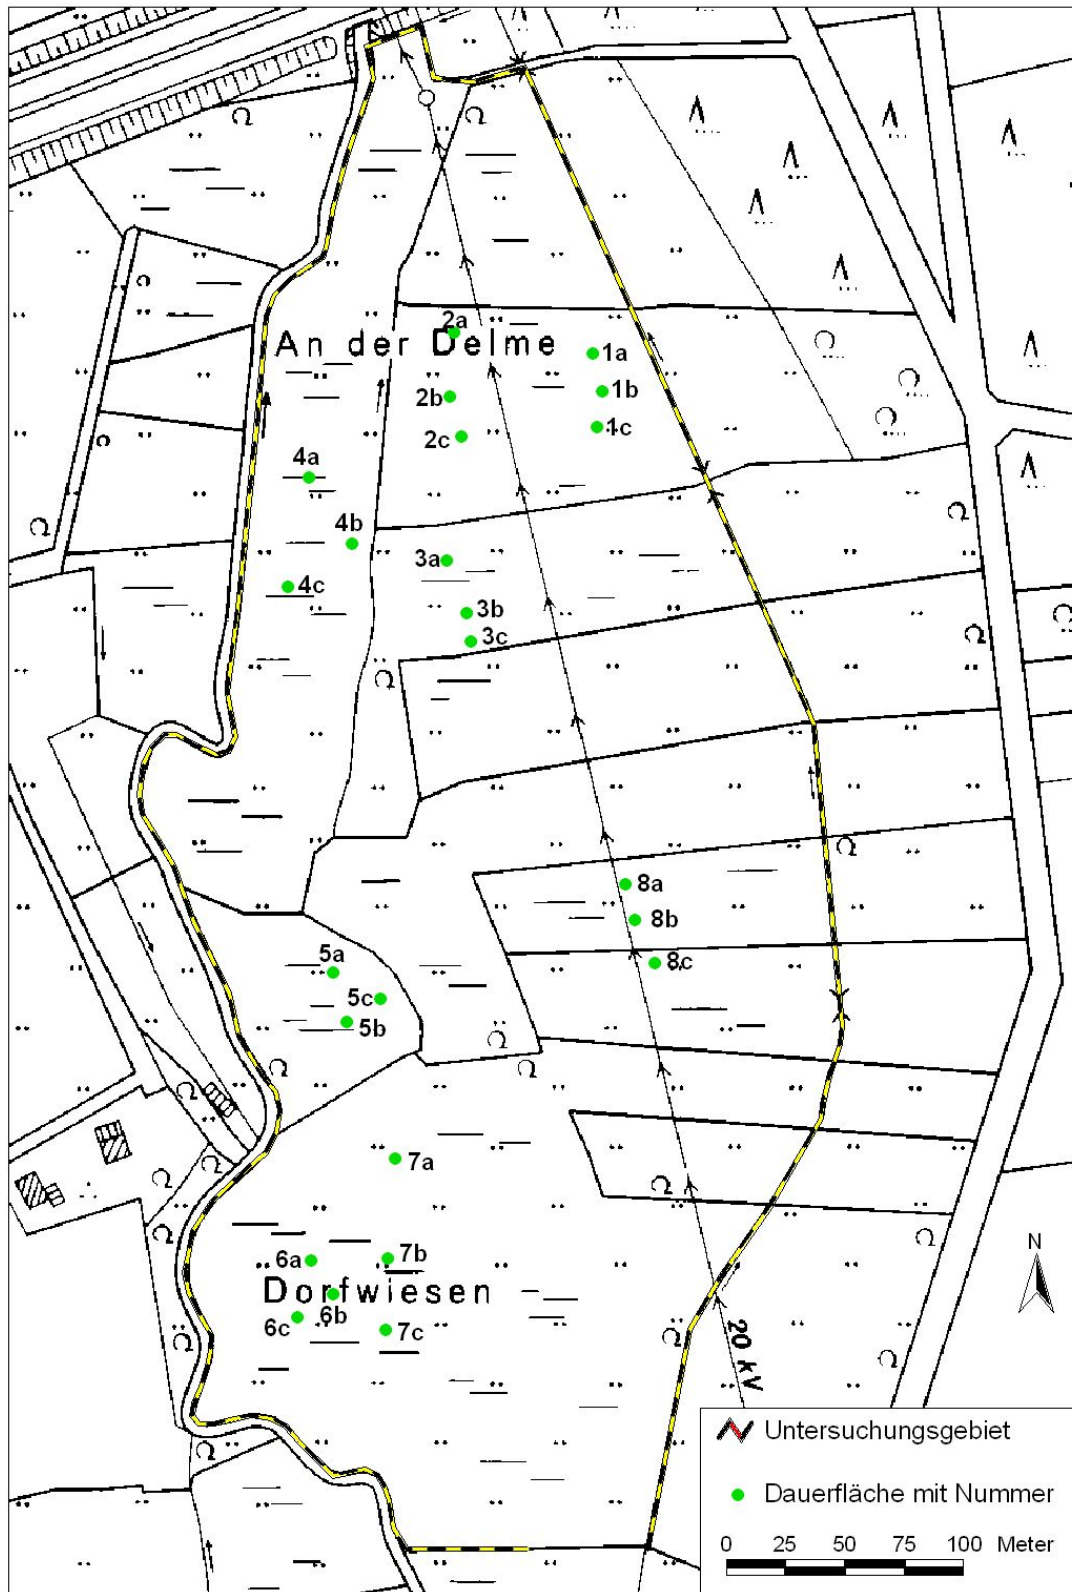 2a
An der Delme
1a
1b
2b
1c
2c
4a
4b
3a
4c
3b
3c
8a
8b
8c
5a
5c
5b
7a
N
6a
7b
Dorfwiesen
6b
6c
7c
20 kV
Untersuchungsgebiet
Dauerfläche mit Nummer
0 25 50 75 100 Meter